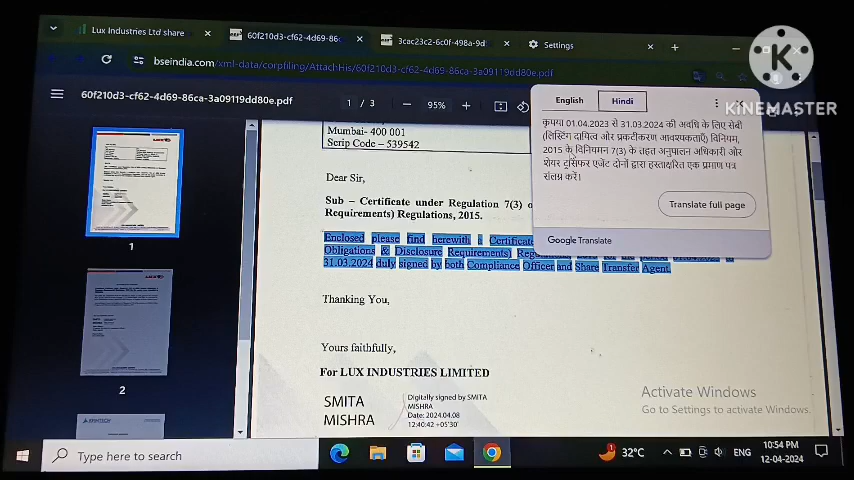 Lux Industries Ltd share
60f210d3-cf62-4d69-86ca
3cac23c2-6c0f-498a-9d
Settings
bseindia.com/xml-data/corpfiling/AttachHis/60f210d3-cf62-4d69-86ca-3a09119dd80e.pdf
KINEMASTER
60f210d3-cf62-4d69-86ca-3a09119dd80e.pdf
1 / 3
95%
English
Hindi
कृपया 01.04.2023 से 31.03.2024 की अवधि के लिए सेबी
(लिस्टिंग दायित्व और प्रकटीकरण आवश्यकताएँ) विनियम,
2015 के विनियमन 7(3) के तहत अनुपालन अधिकारी और
शेयर ट्रांसफर एजेंट दोनों द्वारा हस्ताक्षरित एक प्रमाण पत्र
संलग्न करें।
Translate full page
Google Translate
Mumbai- 400 001
Scrip Code – 539542
Dear Sir,
Sub – Certificate under Regulation 7(3) o
Requirements) Regulations, 2015.
Enclosed please find herewith a Certificate
Obligations & Disclosure Requirements)
31.03.2024 duly signed by both Compliance Officer and Share Transfer Agent.
Thanking You,
Yours faithfully,
For LUX INDUSTRIES LIMITED
SMITA
MISHRA
Digitally signed by SMITA
MISHRA
Date: 2024.04.08
12:40:42 +05'30'
1
2
Activate Windows
Go to Settings to activate Windows.
Type here to search
1
32°C
ENG
10:54 PM
12-04-2024